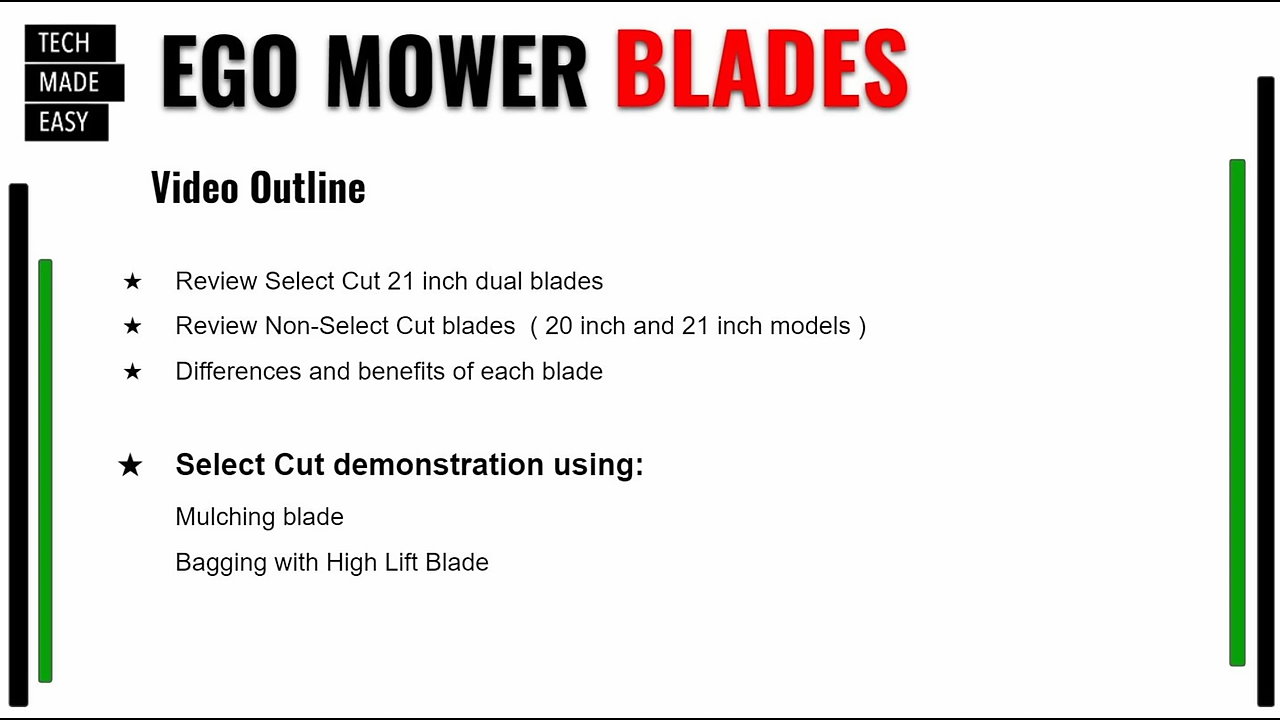 TECH
MADE
EASY
EGO MOWER BLADES
Video Outline
★ Review Select Cut 21 inch dual blades
★ Review Non-Select Cut blades ( 20 inch and 21 inch models )
★ Differences and benefits of each blade
★ Select Cut demonstration using:
Mulching blade
Bagging with High Lift Blade